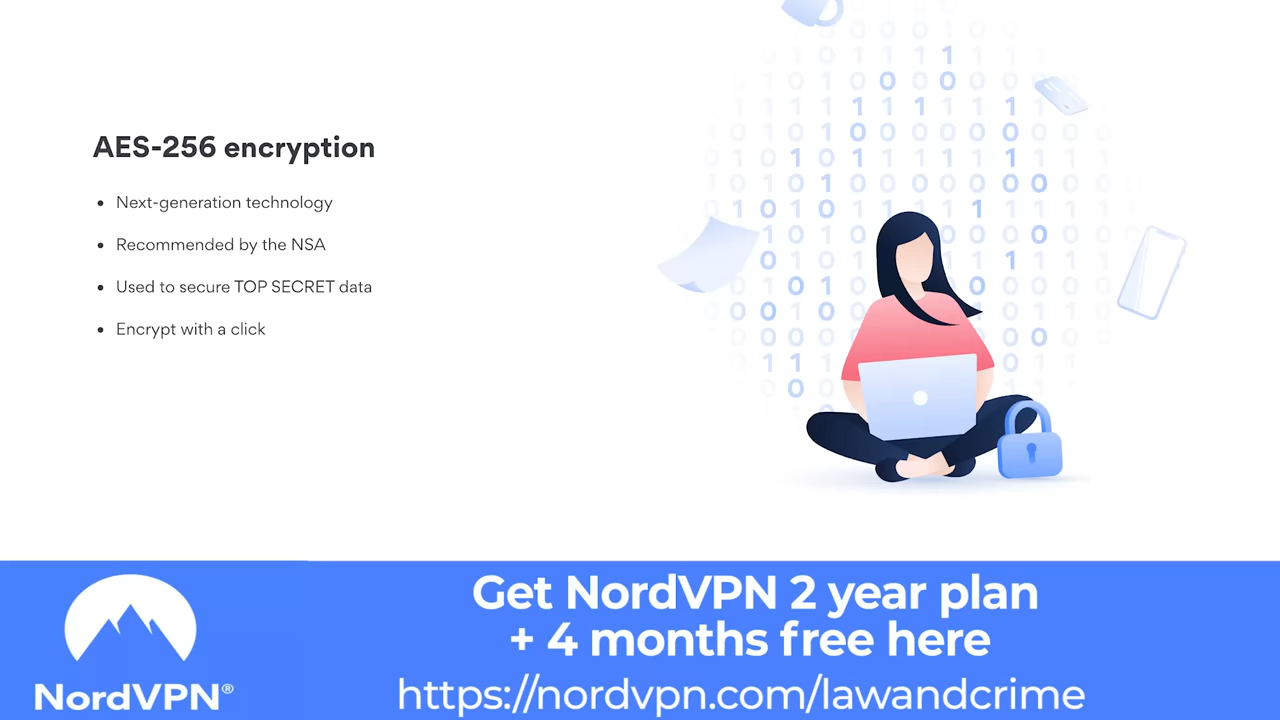 AES-256 encryption
• Next-generation technology
• Recommended by the NSA
• Used to secure TOP SECRET data
• Encrypt with a click
Get NordVPN 2 year plan
+ 4 months free here
https://nordvpn.com/lawandcrime
NordVPN®